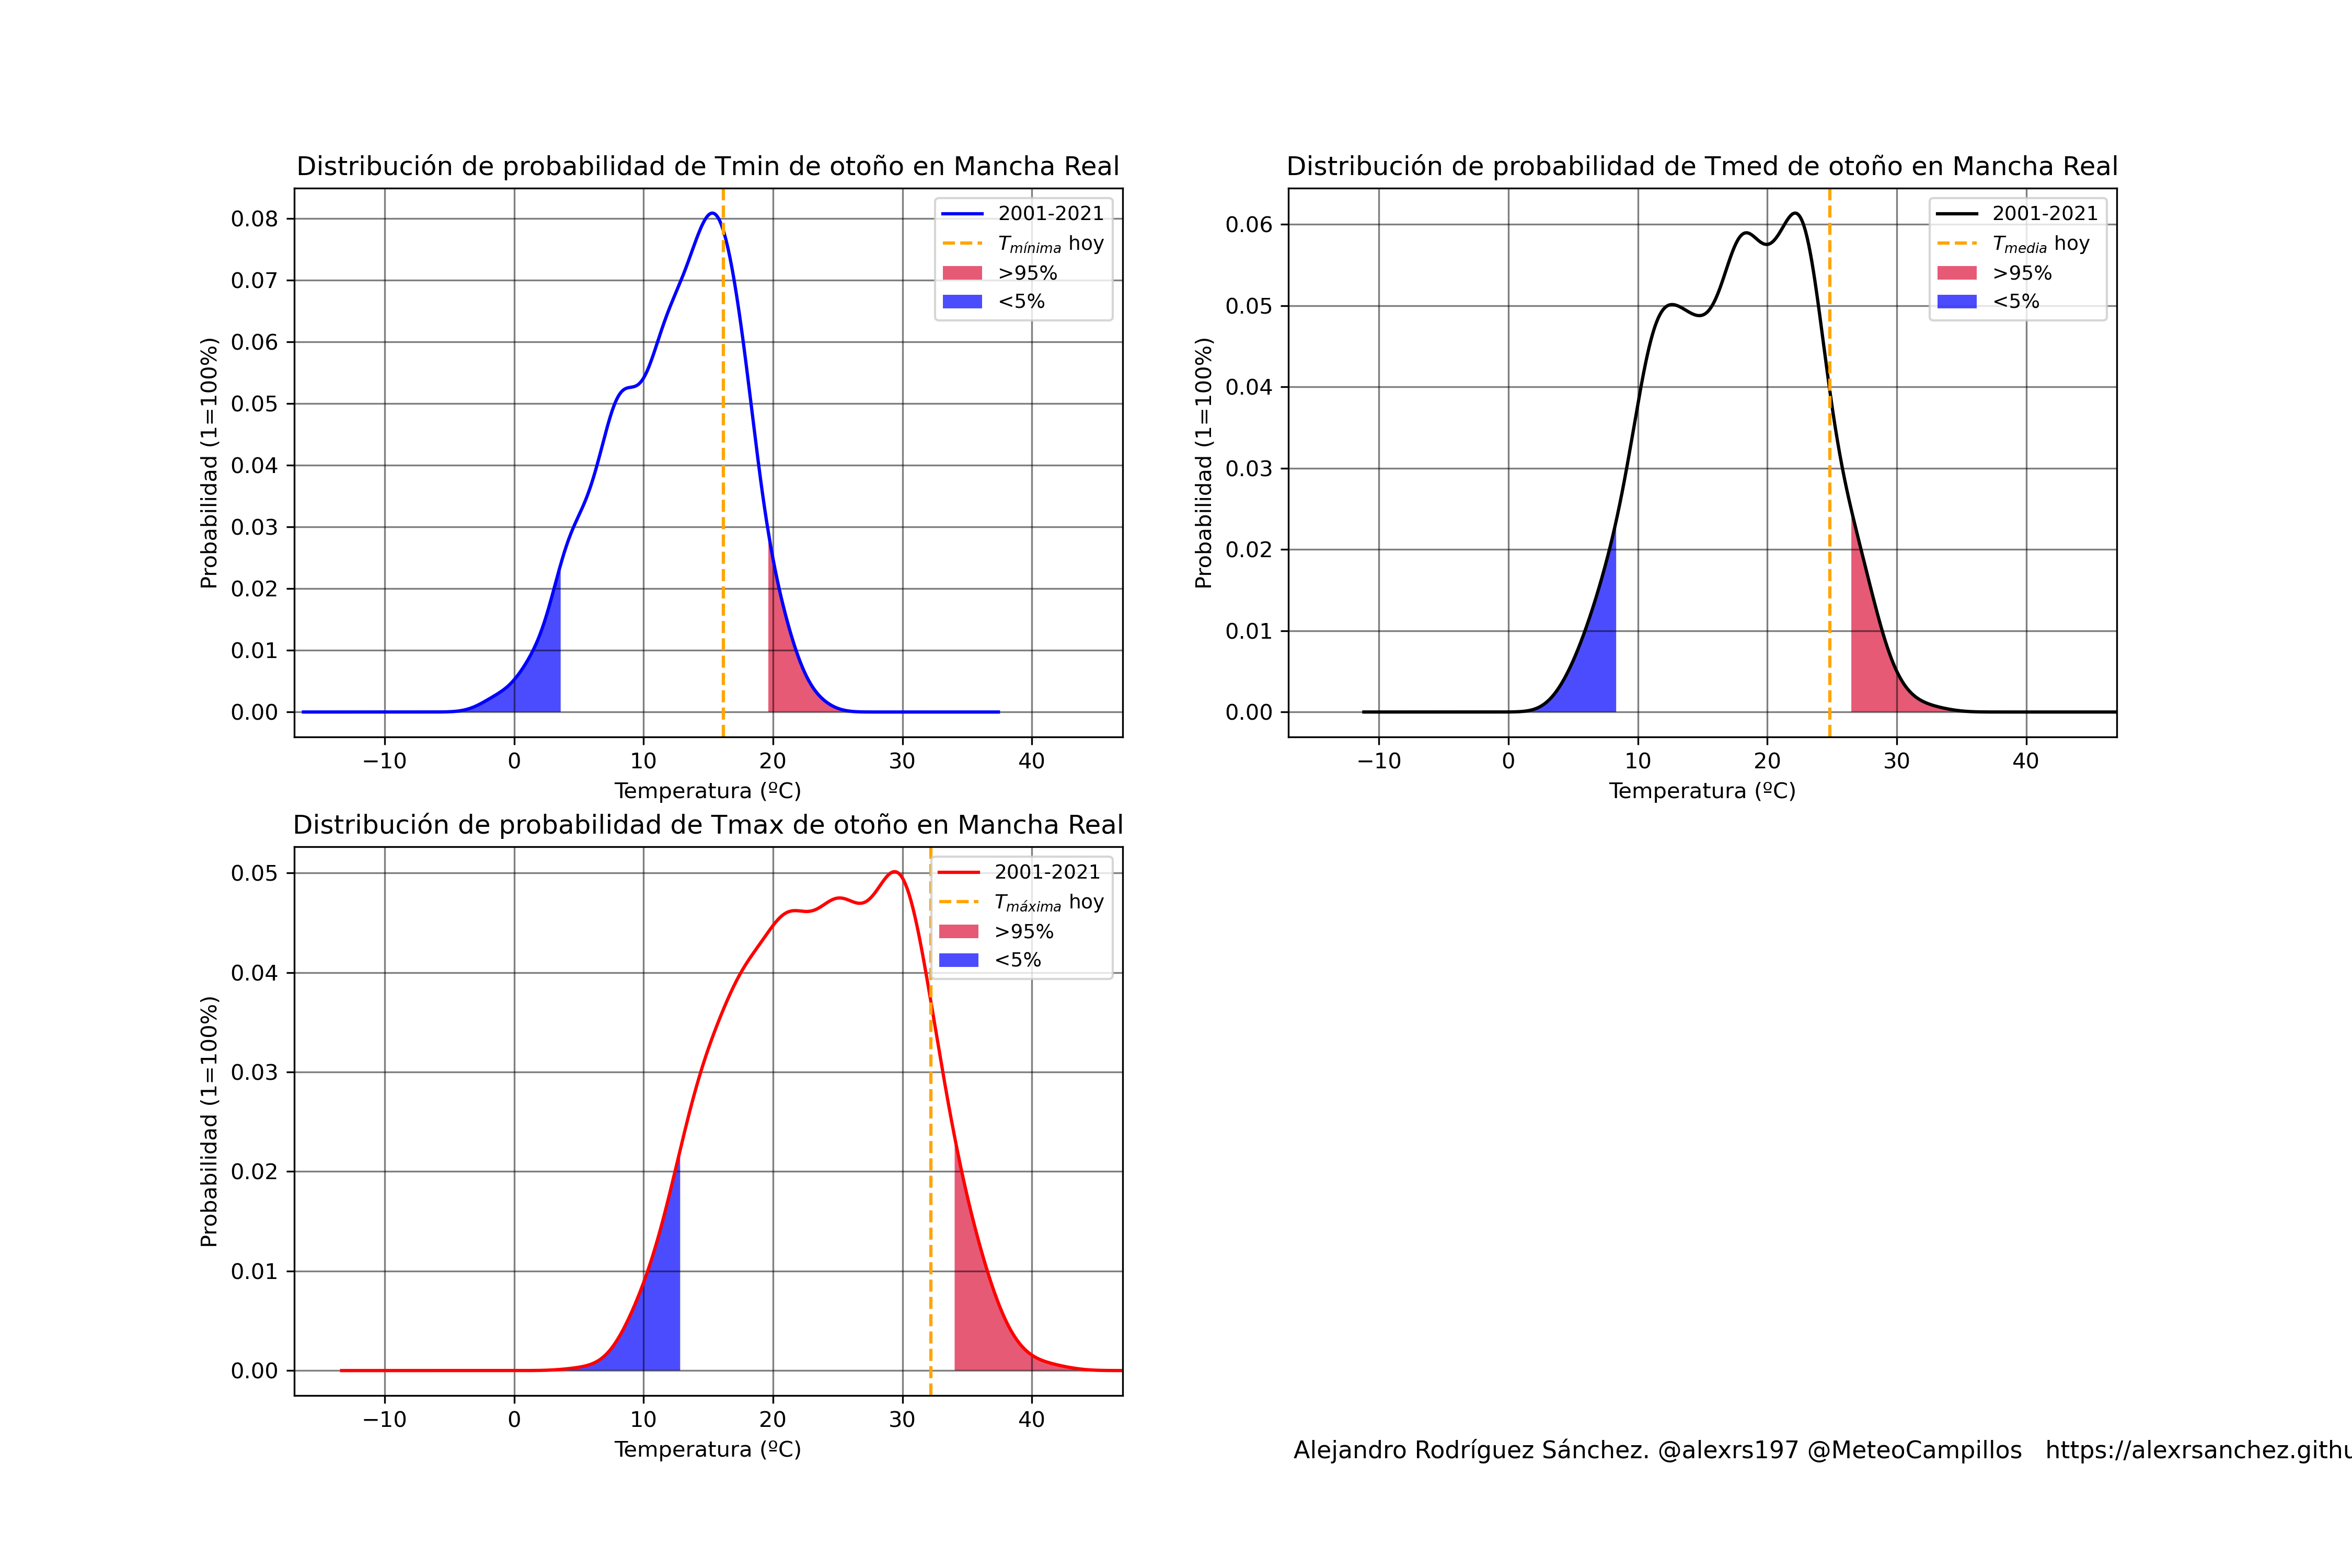 Distribución de probabilidad de Tmin de otoño en Mancha Real
Probabilidad (1=100%)
0.08
0.07
0.06
0.05
0.04
0.03
0.02
0.01
0.00
2001-2021
Tmínima hoy
>95%
<5%
−10 0 10 20 30 40
Temperatura (ºC)
Distribución de probabilidad de Tmed de otoño en Mancha Real
Probabilidad (1=100%)
0.06
0.05
0.04
0.03
0.02
0.01
0.00
2001-2021
Tmedia hoy
>95%
<5%
−10 0 10 20 30 40
Temperatura (ºC)
Distribución de probabilidad de Tmax de otoño en Mancha Real
Probabilidad (1=100%)
0.05
0.04
0.03
0.02
0.01
0.00
2001-2021
Tmáxima hoy
>95%
<5%
−10 0 10 20 30 40
Temperatura (ºC)
Alejandro Rodríguez Sánchez. @alexrs197 @MeteoCampillos https://alexrsanchez.githu